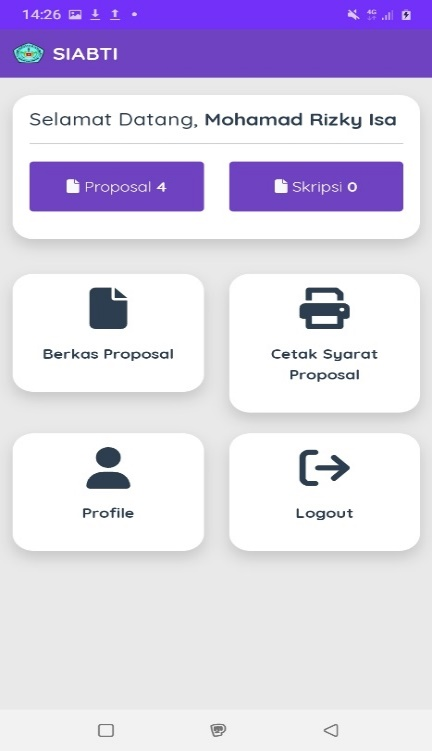 14:26
4G
SIABTI
Selamat Datang, Mohamad Rizky Isa
Proposal 4
Skripsi 0
Berkas Proposal
Cetak Syarat
Proposal
Profile
Logout